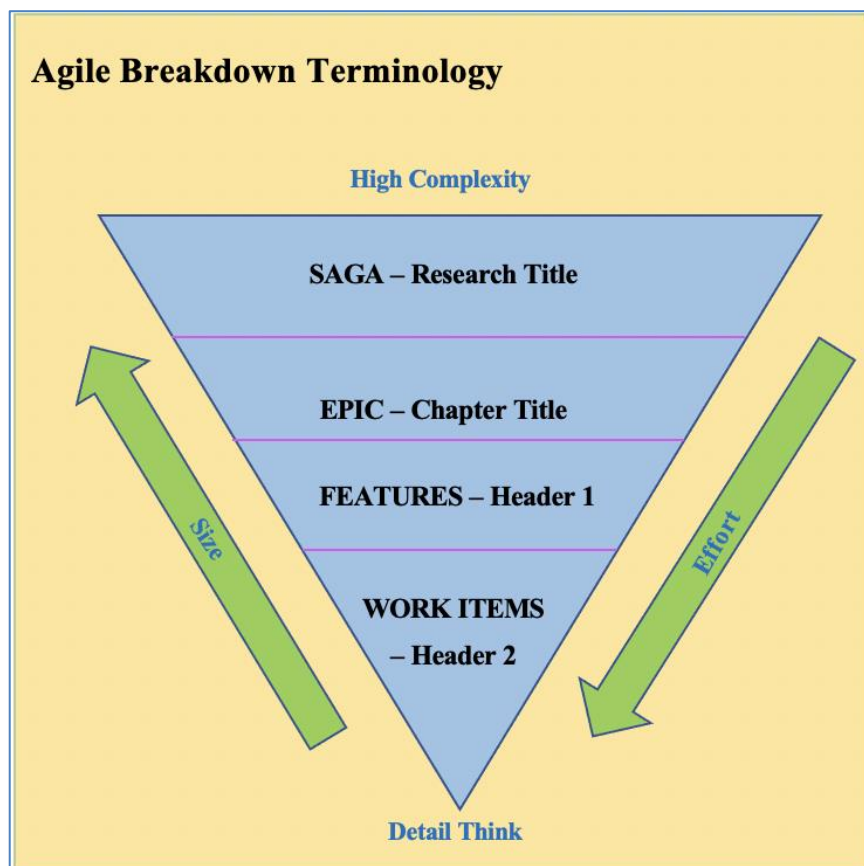 Agile Breakdown Terminology
High Complexity
SAGA – Research Title
EPIC – Chapter Title
FEATURES – Header 1
Size
Effort
WORK ITEMS
– Header 2
Detail Think